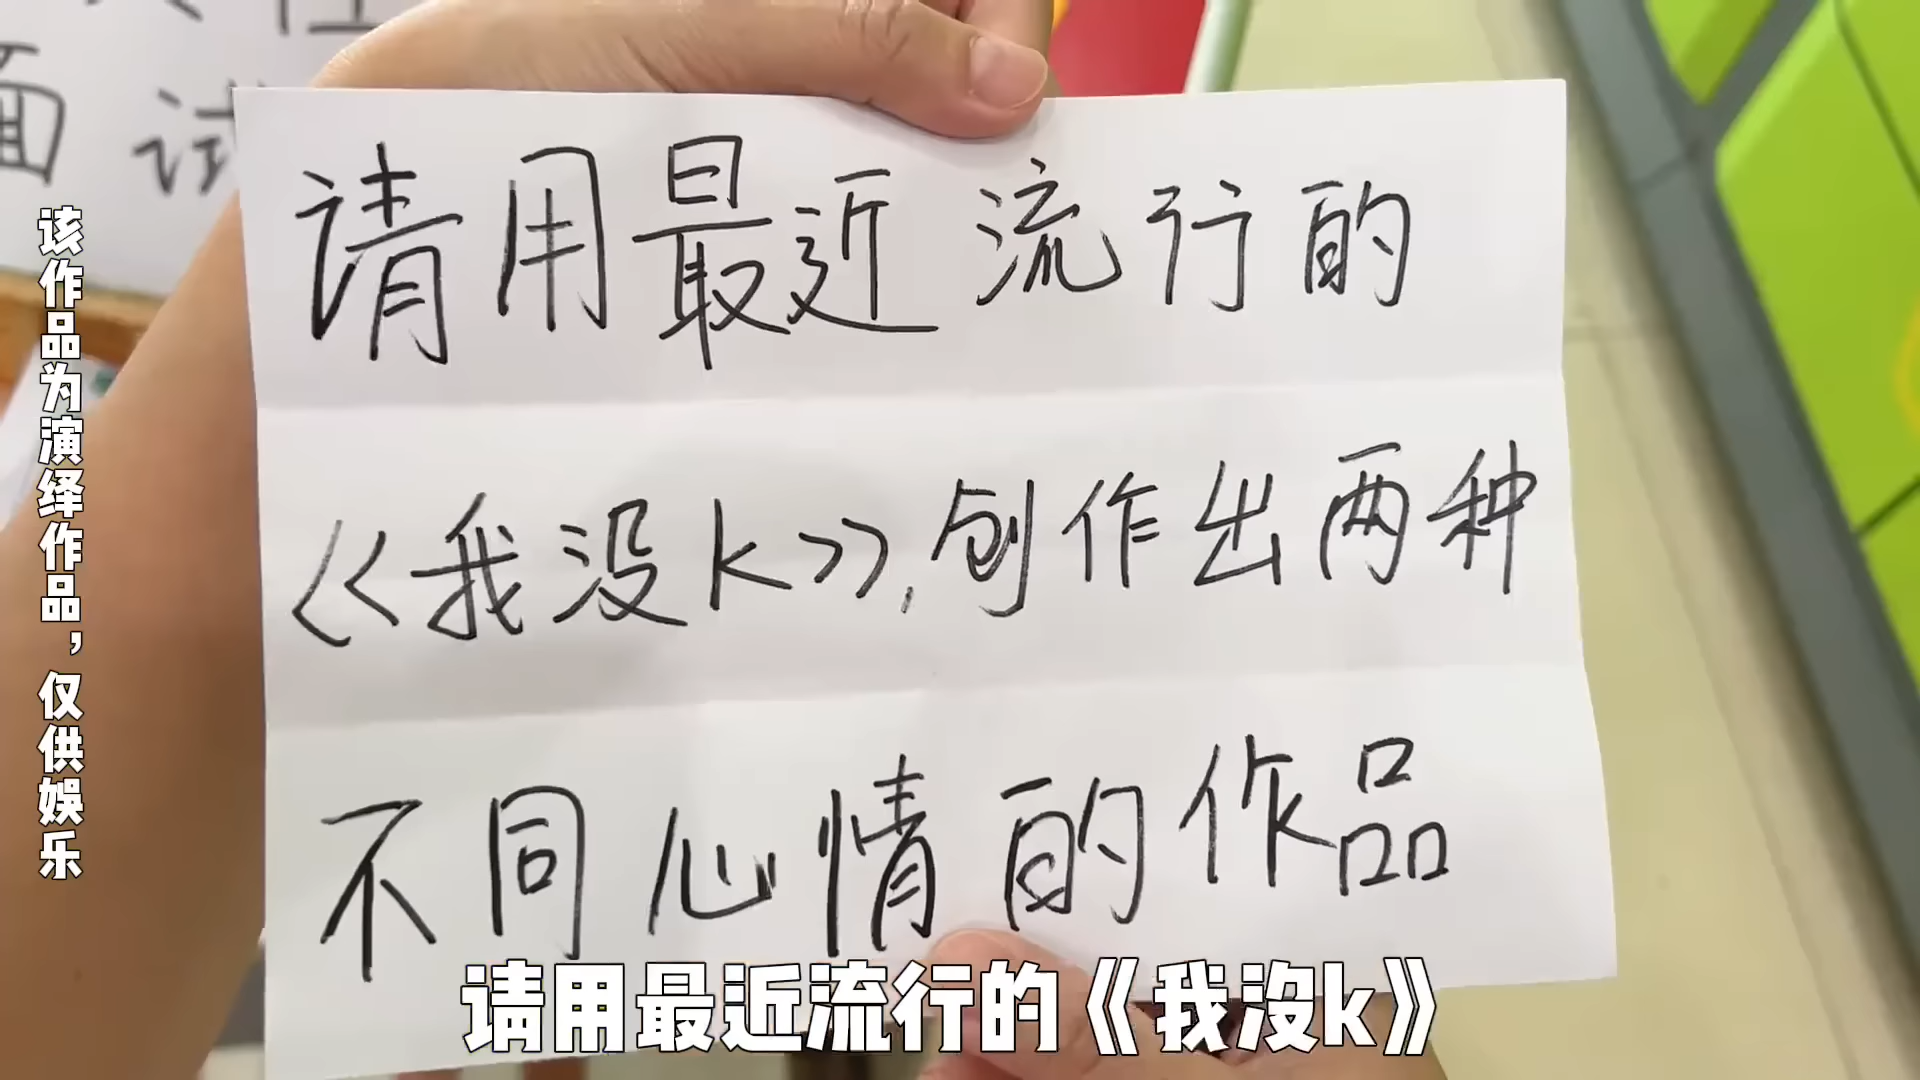 面试
请用最近流行的
《我没k》,创作出两种
不同心情的作品
该作品为演绎作品，仅供娱乐
请用最近流行的《我没k》